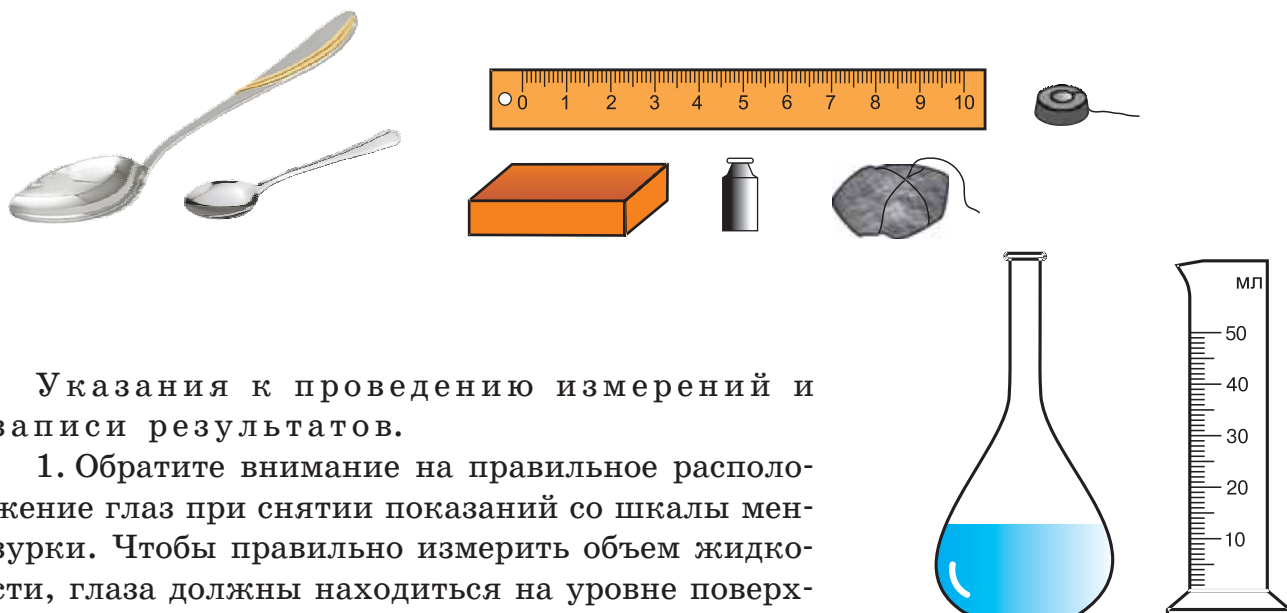 0 1 2 3 4 5 6 7 8 9 10
мл
50
40
30
20
10
Указания к проведению измерений и
записи результатов.
1. Обратите внимание на правильное располо-
жение глаз при снятии показаний со шкалы мен-
зурки. Чтобы правильно измерить объем жидко-
сти, глаза должны находиться на уровне поверх-